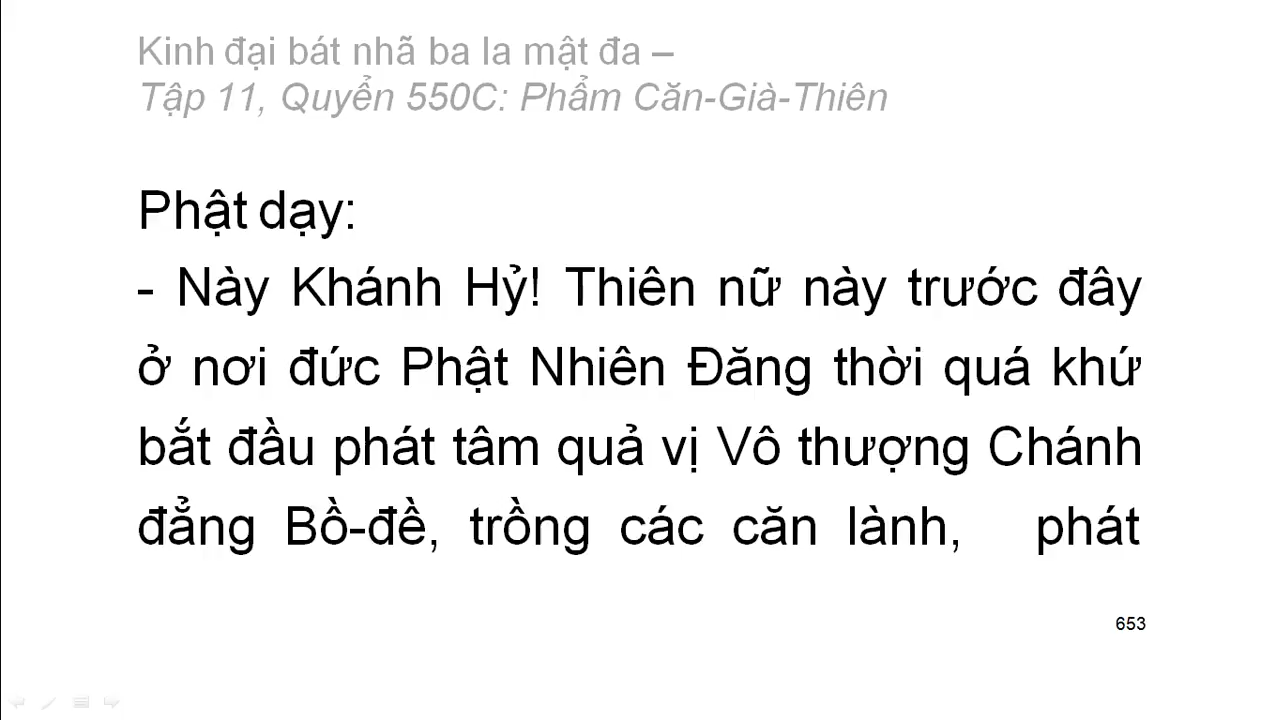 Kinh đại bát nhã ba la mật đa –
Tập 11, Quyển 550C: Phẩm Căn-Già-Thiên
Phật dạy:
- Này Khánh Hỷ! Thiên nữ này trước đây
ở nơi đức Phật Nhiên Đăng thời quá khứ
bắt đầu phát tâm quả vị Vô thượng Chánh
đẳng Bồ-đề, trồng các căn lành, phát
653